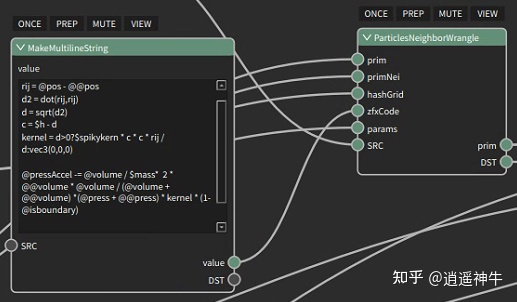 ONCE PREP MUTE VIEW
MakeMultilineString
value
rij = @pos - @@pos
d2 = dot(rij,rij)
d = sqrt(d2)
c = $h - d
kernel = d>0?$spikykern * c * c * rij /
d:vec3(0,0,0)
@pressAccel -= @volume / $mass* 2 *
@@volume * @volume / (@volume +
@@volume) *(@press + @@press) * kernel * (1-
@isboundary)
SRC
value
DST
ONCE PREP MUTE VIEW
ParticlesNeighborWrangle
prim
primNei
hashGrid
zfxCode
params
SRC
prim
DST
知乎 @逍遥神牛